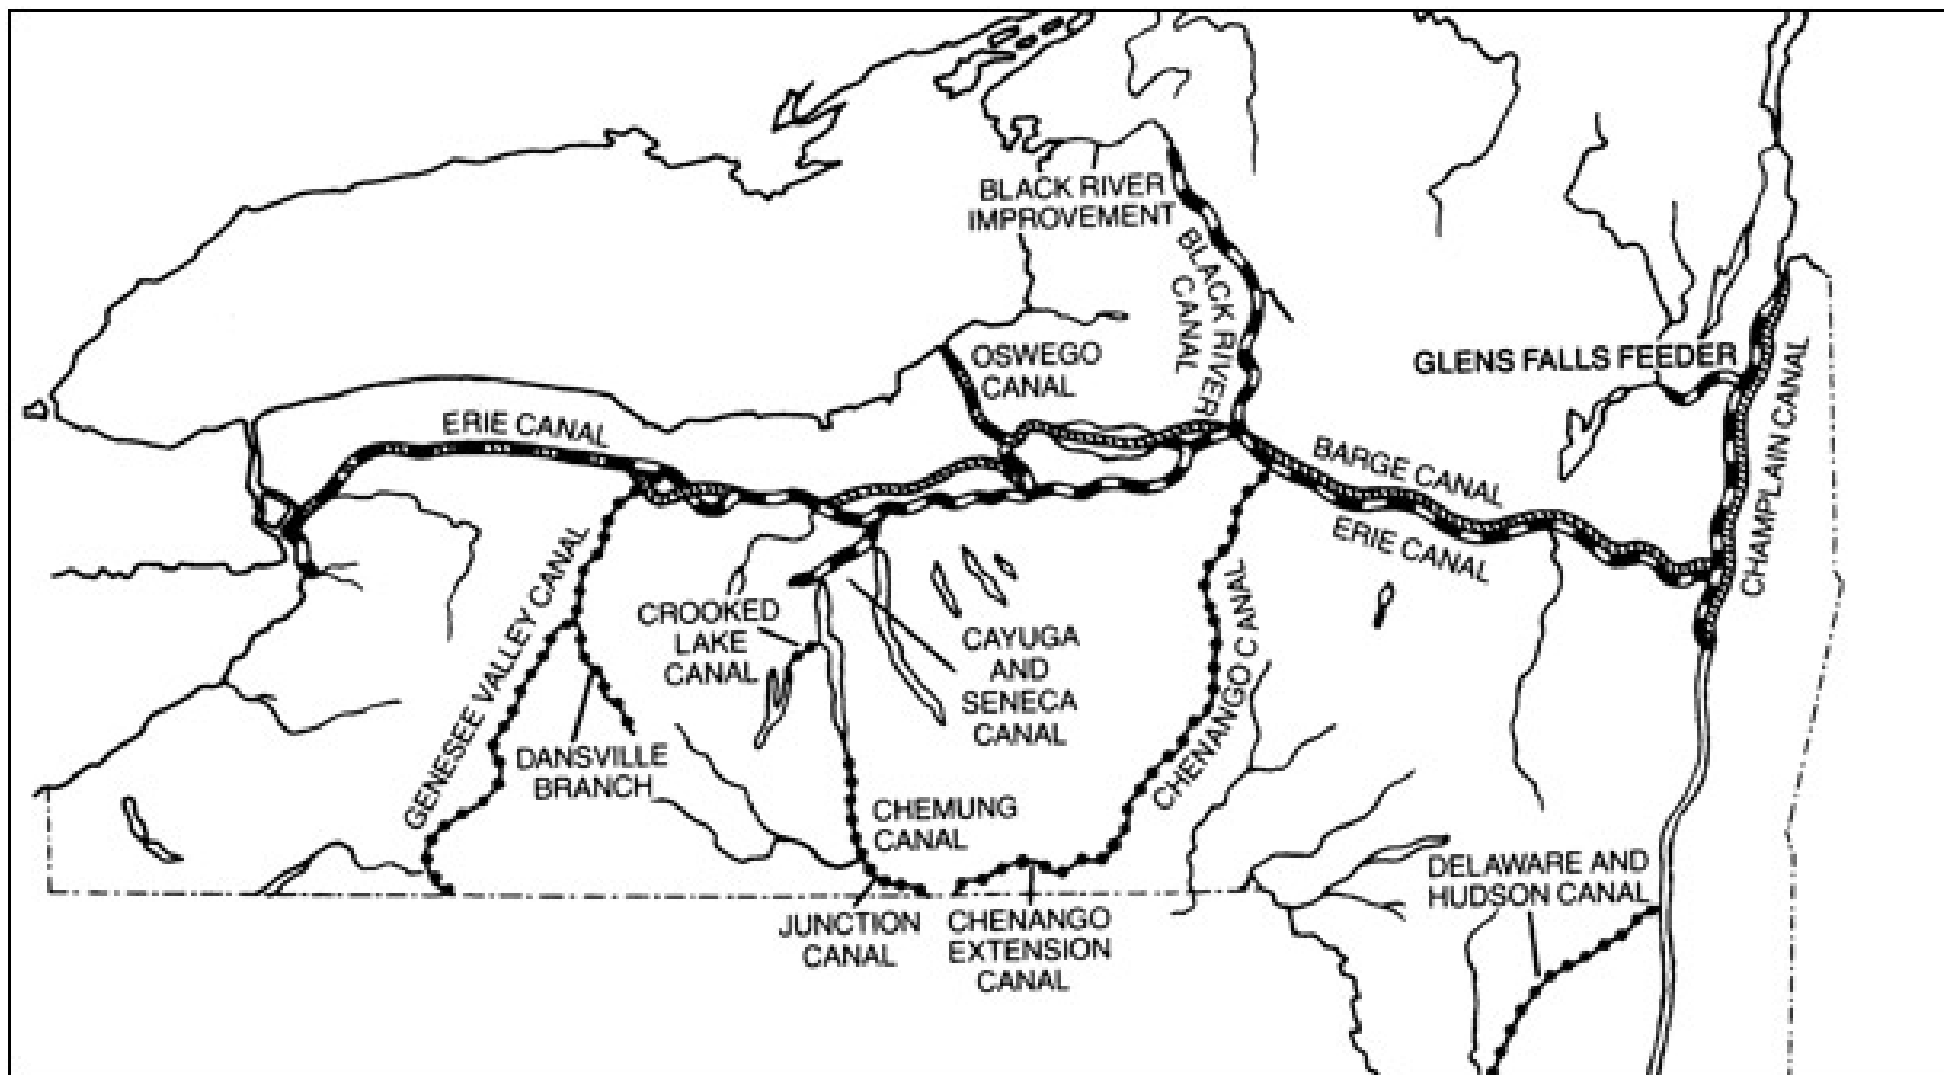 BLACK RIVER
IMPROVEMENT
BLACK RIVER
CANAL
OSWEGO
CANAL
GLENS FALLS FEEDER
CHAMPLAIN CANAL
ERIE CANAL
BARGE CANAL
ERIE CANAL
GENESEE VALLEY CANAL
CROOKED
LAKE
CANAL
CAYUGA
AND
SENECA
CANAL
CHENANGO CANAL
DANSVILLE
BRANCH
CHEMUNG
CANAL
DELAWARE AND
HUDSON CANAL
JUNCTION
CANAL
CHENANGO
EXTENSION
CANAL